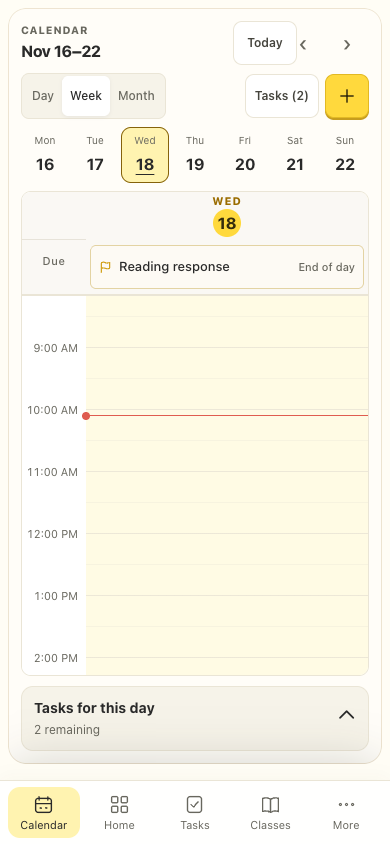 CALENDAR
Nov 16–22
Today
Day Week Month
Tasks (2)
Mon Tue Wed Thu Fri Sat Sun
16 17 18 19 20 21 22
WED
18
Due
Reading response End of day
9:00 AM
10:00 AM
11:00 AM
12:00 PM
1:00 PM
2:00 PM
Tasks for this day
2 remaining
Calendar Home Tasks Classes More